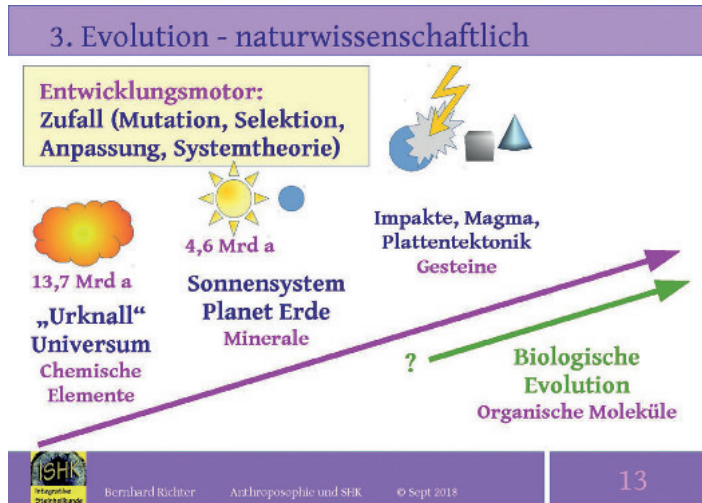 3. Evolution - naturwissenschaftlich
Entwicklungsmotor:
Zufall (Mutation, Selektion,
Anpassung, Systemtheorie)
13,7 Mrd a
„Urknall“
Universum
Chemische
Elemente
4,6 Mrd a
Sonnensystem
Planet Erde
Minerale
Impakte, Magma,
Plattentektonik
Gesteine
?
Biologische
Evolution
Organische Moleküle
ISHK
Integrative
Steinheilkunde
Bernhard Richter Anthroposophie und SHK © Sept 2018
13